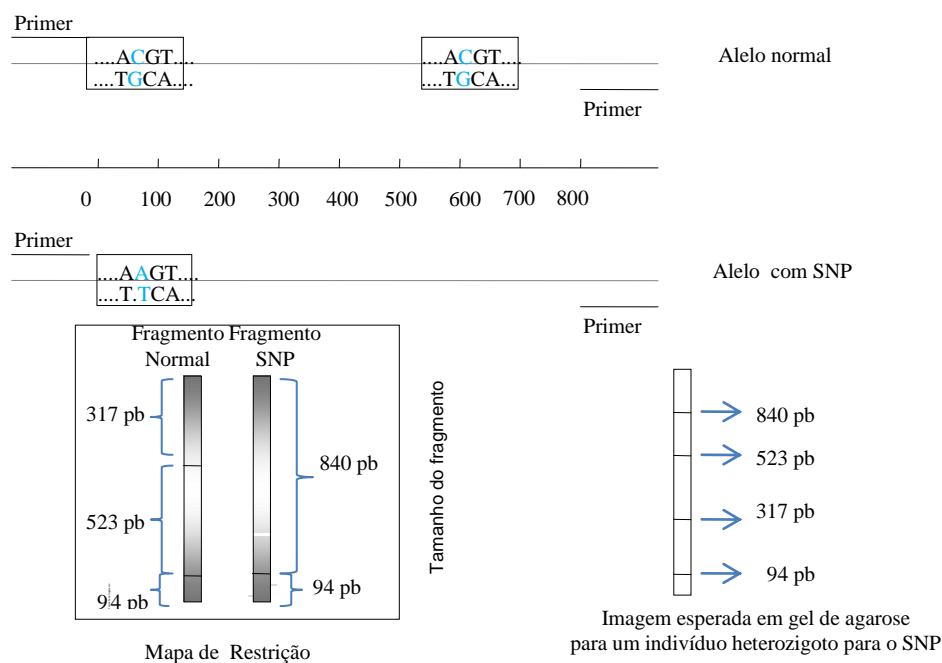 Primer
....ACGT....
....TGCA....
....ACGT....
....TGCA....
Alelo normal
Primer
0 100 200 300 400 500 600 700 800
Primer
....AAGT....
....T.TCA...
Alelo com SNP
Primer
Fragmento Fragmento
Normal SNP
317 pb
523 pb
94 pb
840 pb
94 pb
Tamanho do fragmento
840 pb
523 pb
317 pb
94 pb
Mapa de Restrição
Imagem esperada em gel de agarose
para um indivíduo heterozigoto para o SNP